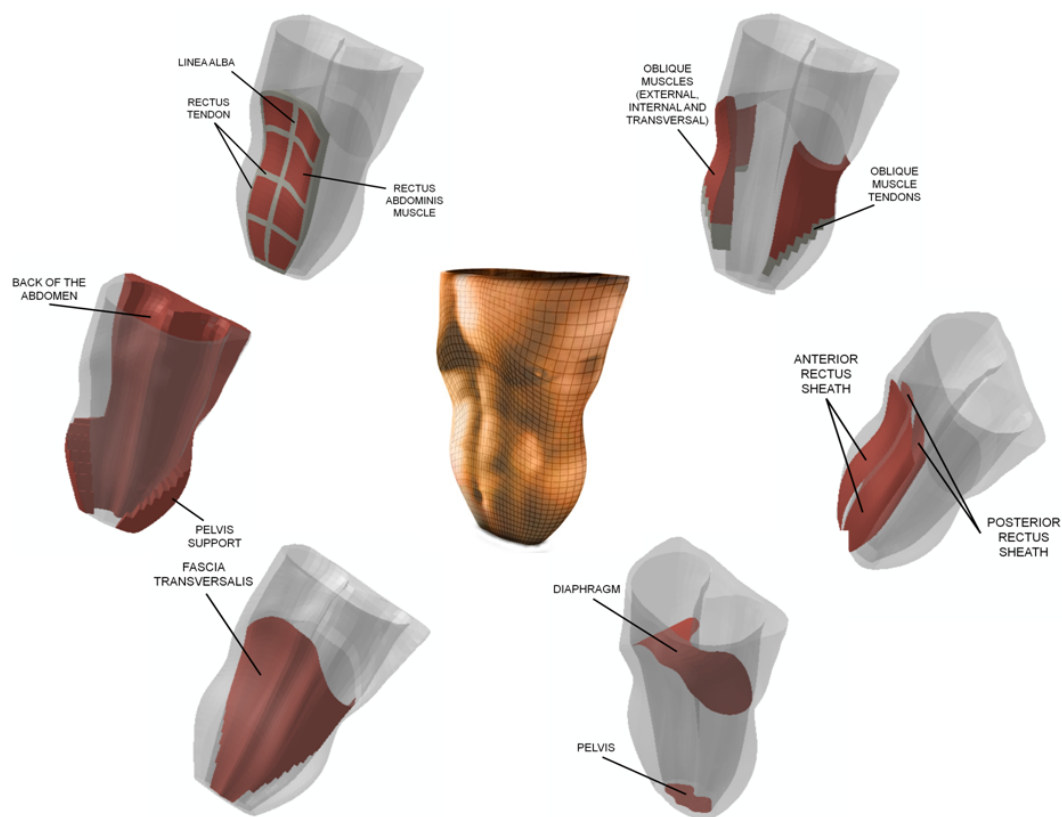 LINEA ALBA
RECTUS
TENDON
RECTUS
ABDOMINIS
MUSCLE
OBLIQUE
MUSCLES
(EXTERNAL,
INTERNAL AND
TRANSVERSAL)
OBLIQUE
MUSCLE
TENDONS
BACK OF THE
ABDOMEN
PELVIS
SUPPORT
ANTERIOR
RECTUS
SHEATH
POSTERIOR
RECTUS
SHEATH
FASCIA
TRANSVERSALIS
DIAPHRAGM
PELVIS